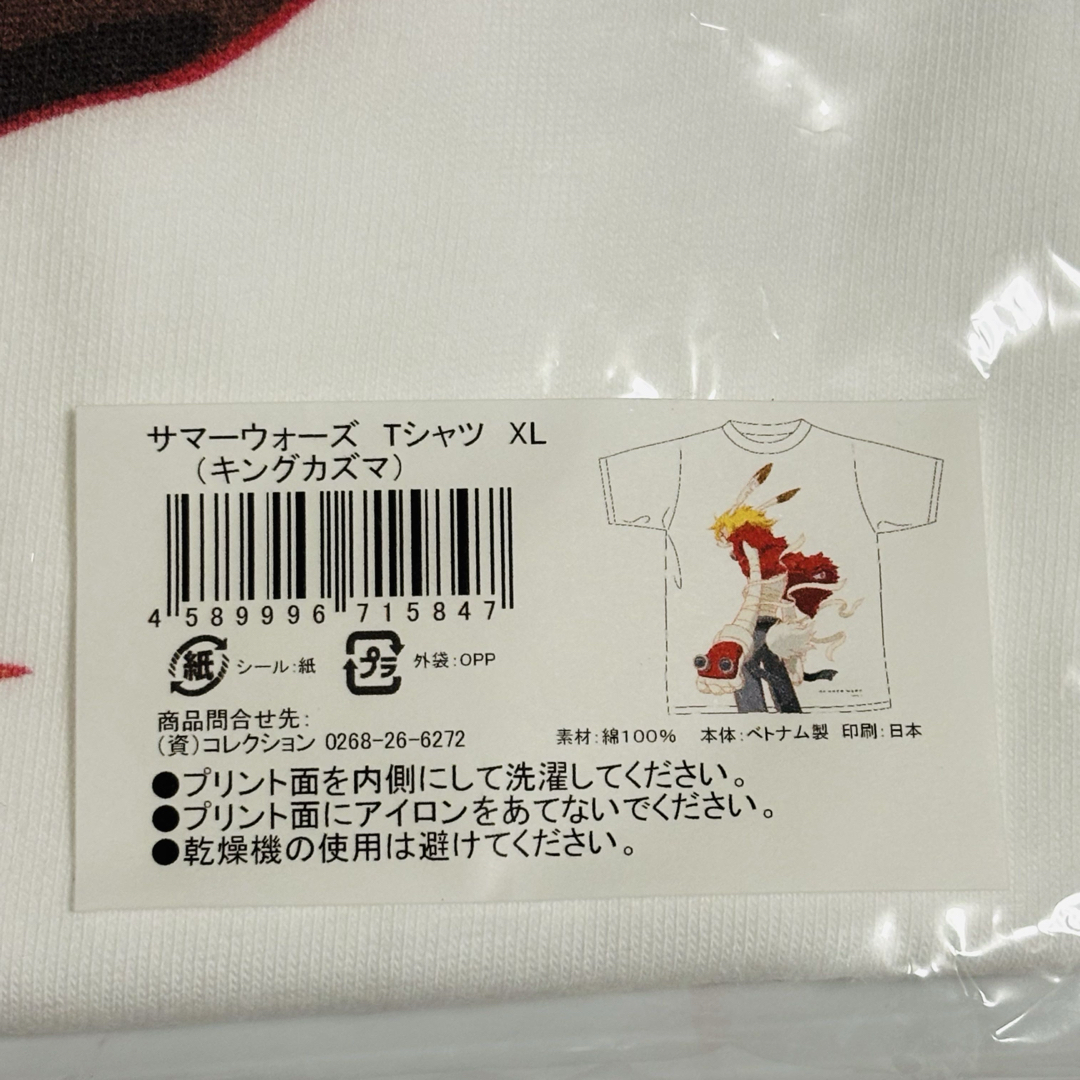 サマーウォーズ Tシャツ XL
(キングカズマ)
4 589996 715847
紙 シール:紙 プラ 外袋:OPP
商品問合せ先:
(資)コレクション 0268-26-6272
素材:綿100% 本体:ベトナム製 印刷:日本
●プリント面を内側にして洗濯してください。
●プリント面にアイロンをあてないでください。
●乾燥機の使用は避けてください。